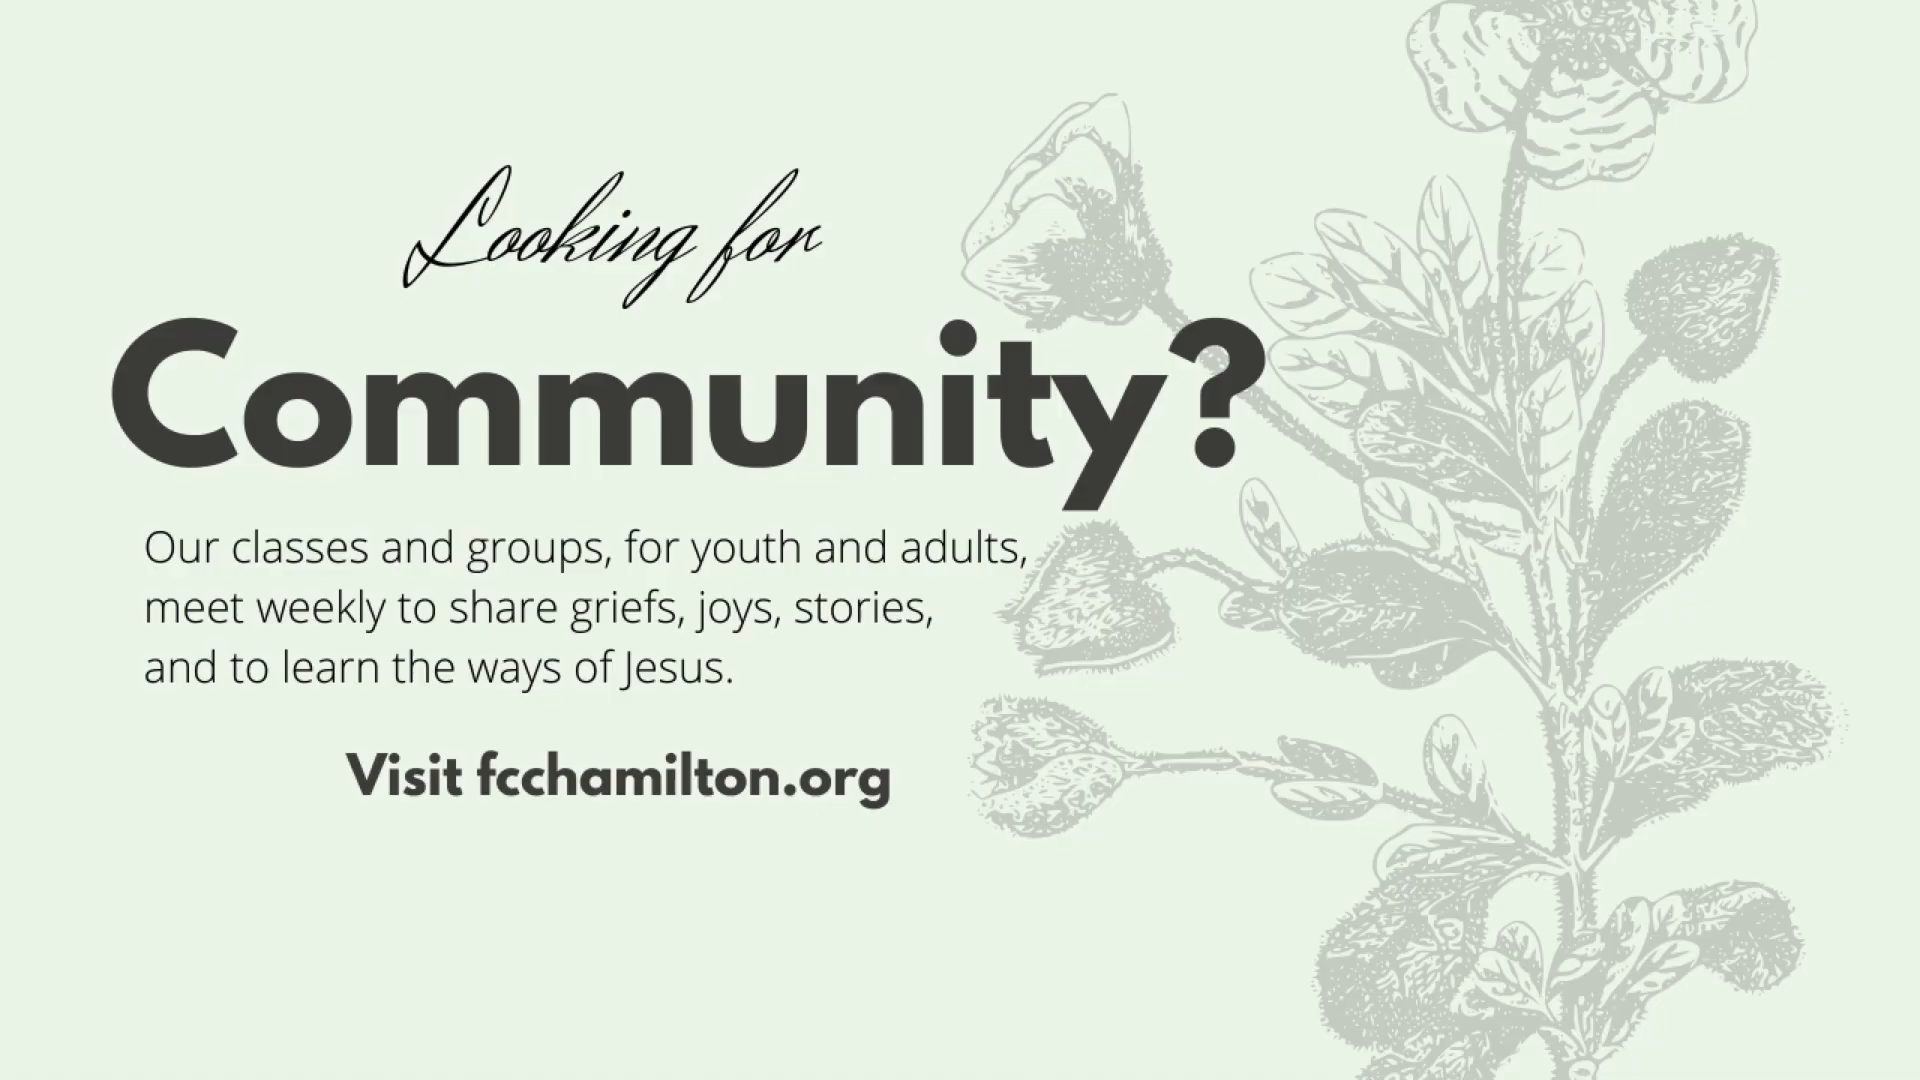 Looking for
Community?
Our classes and groups, for youth and adults,
meet weekly to share griefs, joys, stories,
and to learn the ways of Jesus.
Visit fcchamilton.org